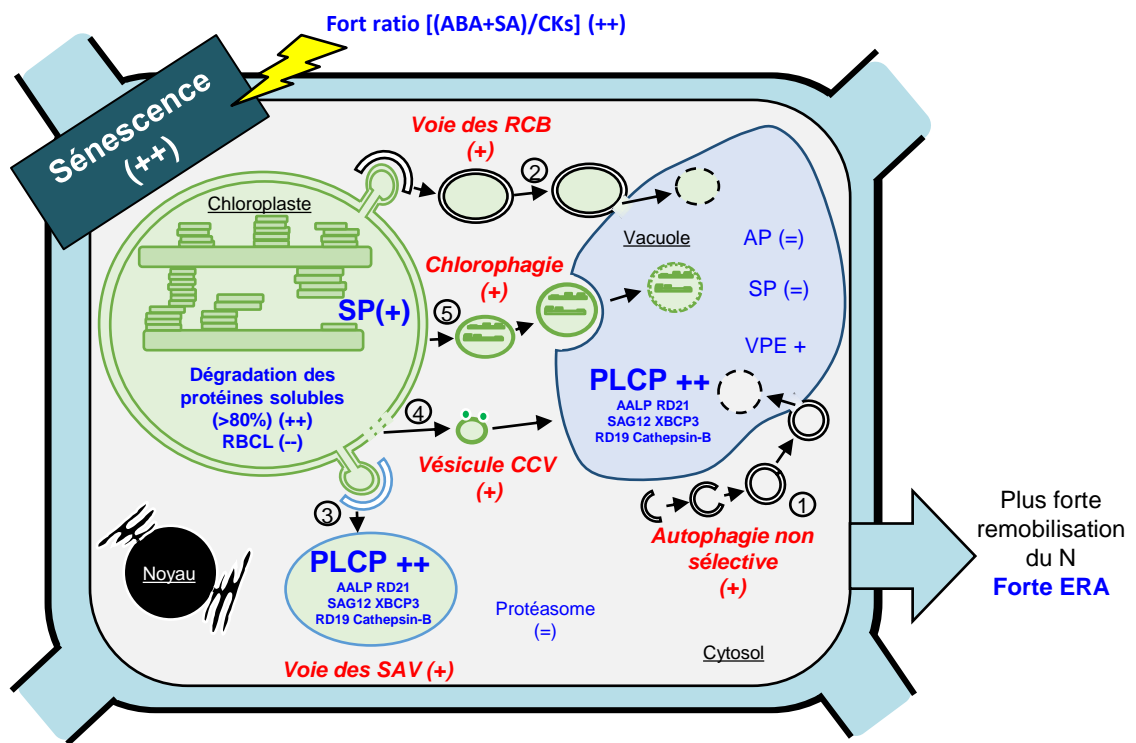 Fort ratio [(ABA+SA)/CKs] (++)
Sénescence
(++)
Voie des RCB
(+)
2
Chloroplaste
Vacuole
AP (=)
Chlorophagie
(+)
SP (=)
SP(+)
5
VPE +
Dégradation des
protéines solubles
(>80%) (++)
RBCL (--)
PLCP ++
AALP RD21
SAG12 XBCP3
RD19 Cathepsin-B
4
Vésicule CCV
(+)
1
3
Autophagie non
sélective
(+)
Plus forte
remobilisation
du N
Forte ERA
Noyau
PLCP ++
AALP RD21
SAG12 XBCP3
RD19 Cathepsin-B
Protéasome
(=)
Cytosol
Voie des SAV (+)